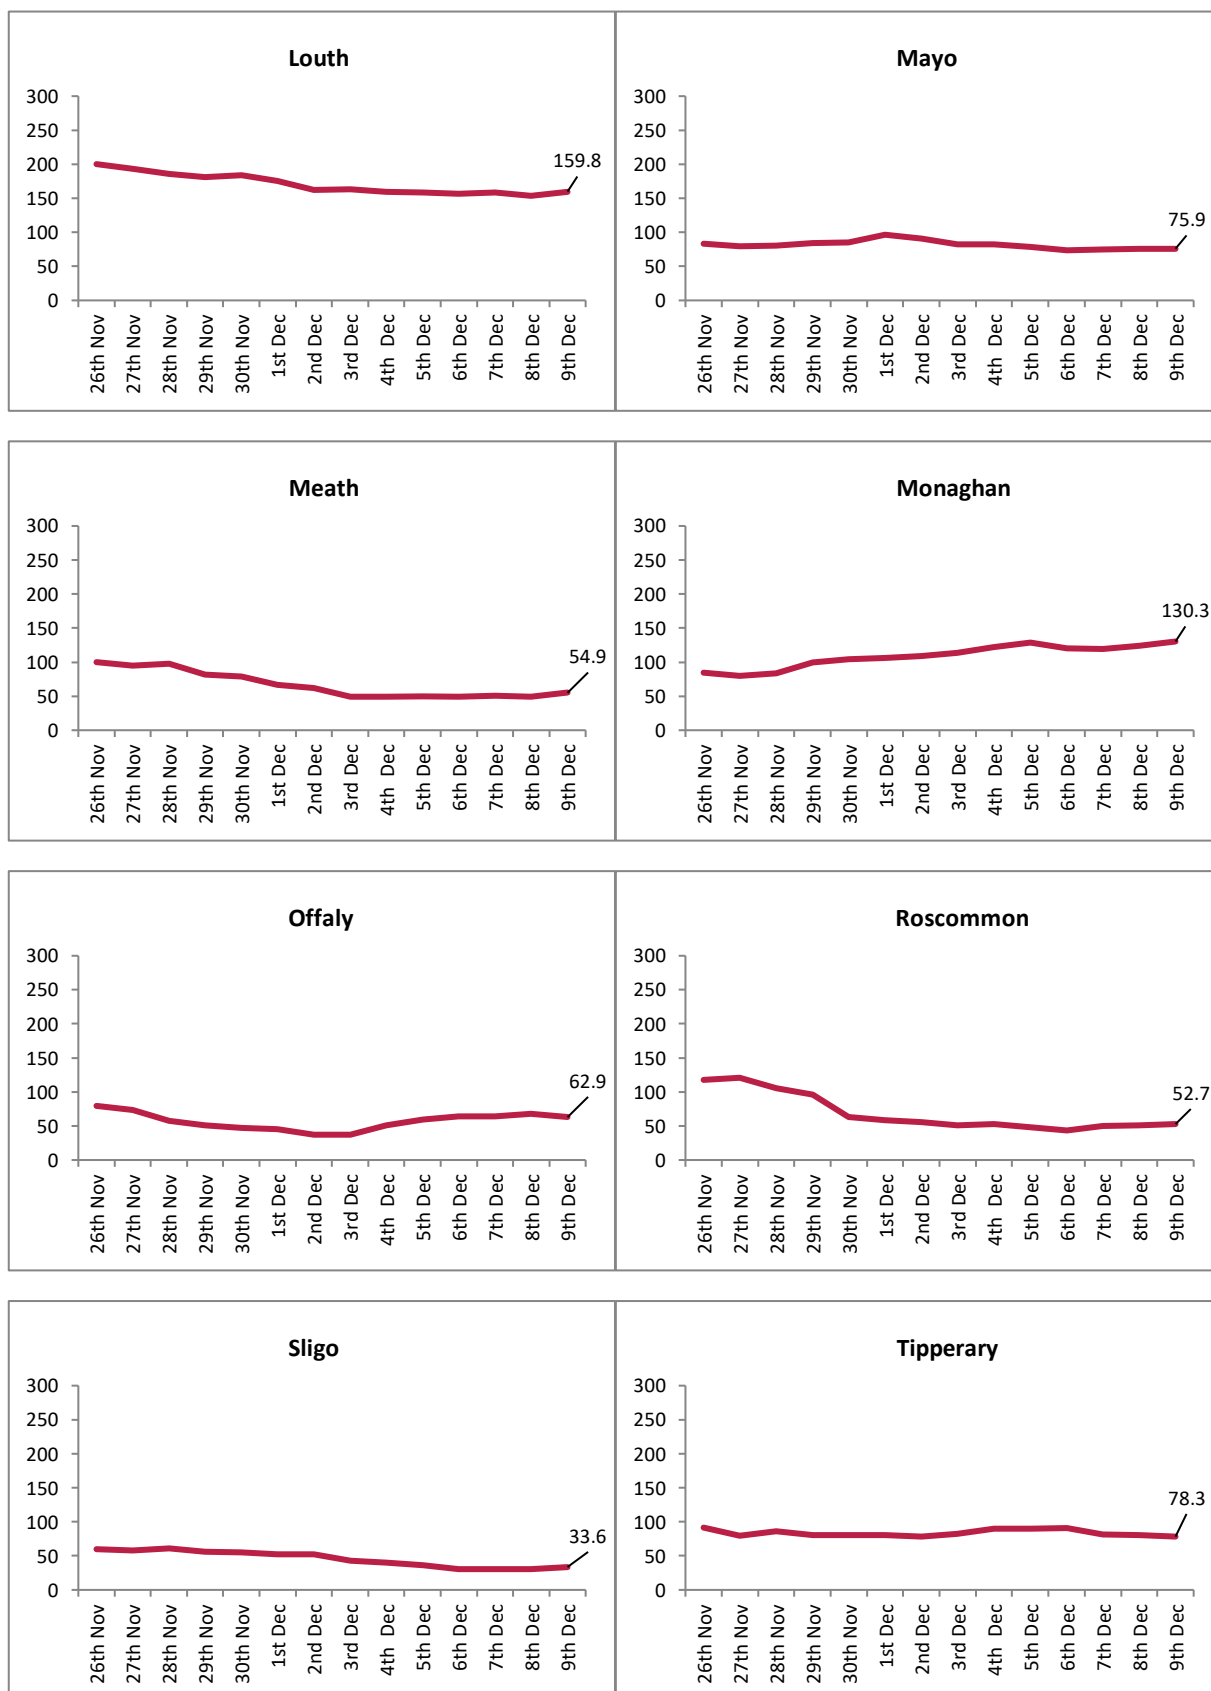 Louth
300
250
200
150
100
50
0
159.8
26th Nov
27th Nov
28th Nov
29th Nov
30th Nov
1st Dec
2nd Dec
3rd Dec
4th  Dec
5th Dec
6th Dec
7th Dec
8th Dec
9th Dec
Mayo
300
250
200
150
100
50
0
75.9
26th Nov
27th Nov
28th Nov
29th Nov
30th Nov
1st Dec
2nd Dec
3rd Dec
4th  Dec
5th Dec
6th Dec
7th Dec
8th Dec
9th Dec
Meath
300
250
200
150
100
50
0
54.9
26th Nov
27th Nov
28th Nov
29th Nov
30th Nov
1st Dec
2nd Dec
3rd Dec
4th  Dec
5th Dec
6th Dec
7th Dec
8th Dec
9th Dec
Monaghan
300
250
200
150
100
50
0
130.3
26th Nov
27th Nov
28th Nov
29th Nov
30th Nov
1st Dec
2nd Dec
3rd Dec
4th  Dec
5th Dec
6th Dec
7th Dec
8th Dec
9th Dec
Offaly
300
250
200
150
100
50
0
62.9
26th Nov
27th Nov
28th Nov
29th Nov
30th Nov
1st Dec
2nd Dec
3rd Dec
4th  Dec
5th Dec
6th Dec
7th Dec
8th Dec
9th Dec
Roscommon
300
250
200
150
100
50
0
52.7
26th Nov
27th Nov
28th Nov
29th Nov
30th Nov
1st Dec
2nd Dec
3rd Dec
4th  Dec
5th Dec
6th Dec
7th Dec
8th Dec
9th Dec
Sligo
300
250
200
150
100
50
0
33.6
26th Nov
27th Nov
28th Nov
29th Nov
30th Nov
1st Dec
2nd Dec
3rd Dec
4th  Dec
5th Dec
6th Dec
7th Dec
8th Dec
9th Dec
Tipperary
300
250
200
150
100
50
0
78.3
26th Nov
27th Nov
28th Nov
29th Nov
30th Nov
1st Dec
2nd Dec
3rd Dec
4th  Dec
5th Dec
6th Dec
7th Dec
8th Dec
9th Dec